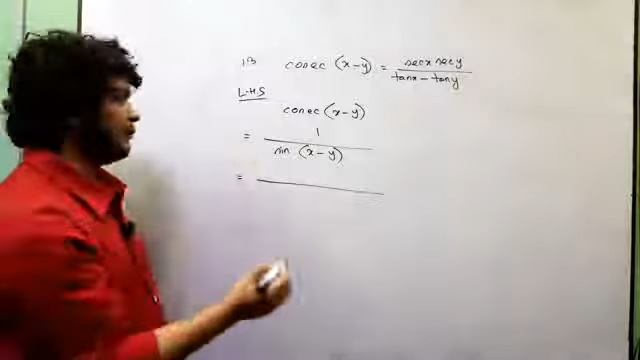 13 cosec (x-y) = secx secy / tanx - tany
L.H.S
cosec (x-y)
= 1 / sin (x-y)
=